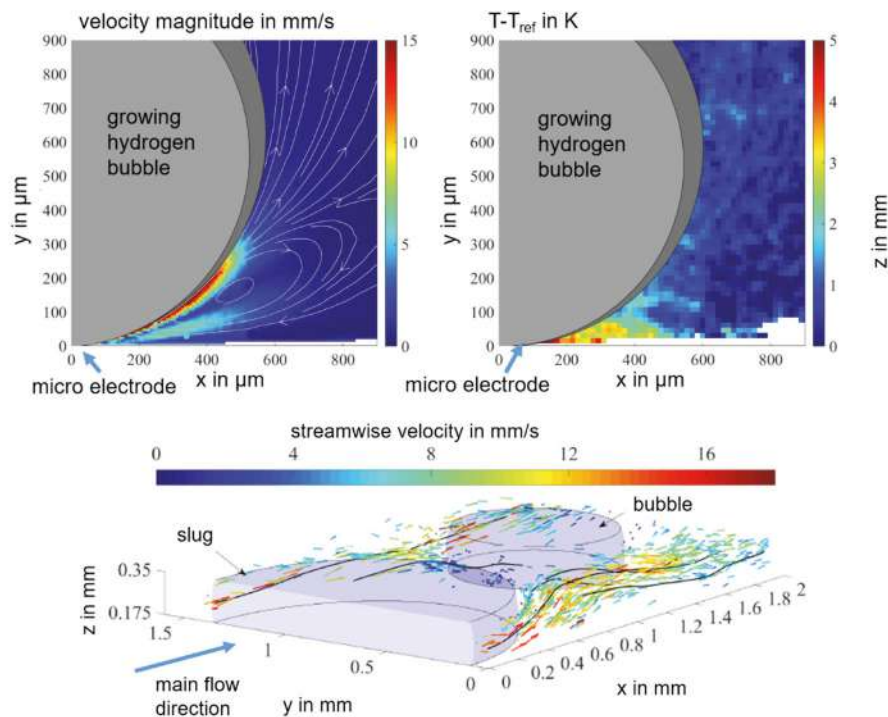 velocity magnitude in mm/s
T-Tref in K
900
800
700
600
500
400
300
200
100
0
y in µm
growing
hydrogen
bubble
0
200
400
600
800
x in µm
micro electrode
15
10
5
0
900
800
700
600
500
400
300
200
100
0
y in µm
growing
hydrogen
bubble
0
200
400
600
800
x in µm
micro electrode
5
4
3
2
1
0
z in mm
streamwise velocity in mm/s
0
4
8
12
16
bubble
slug
0.35
0.175
z in mm
1.5
1
0.5
0
y in mm
main flow
direction
0
0.2
0.4
0.6
0.8
1
1.2
1.4
1.6
1.8
2
x in mm